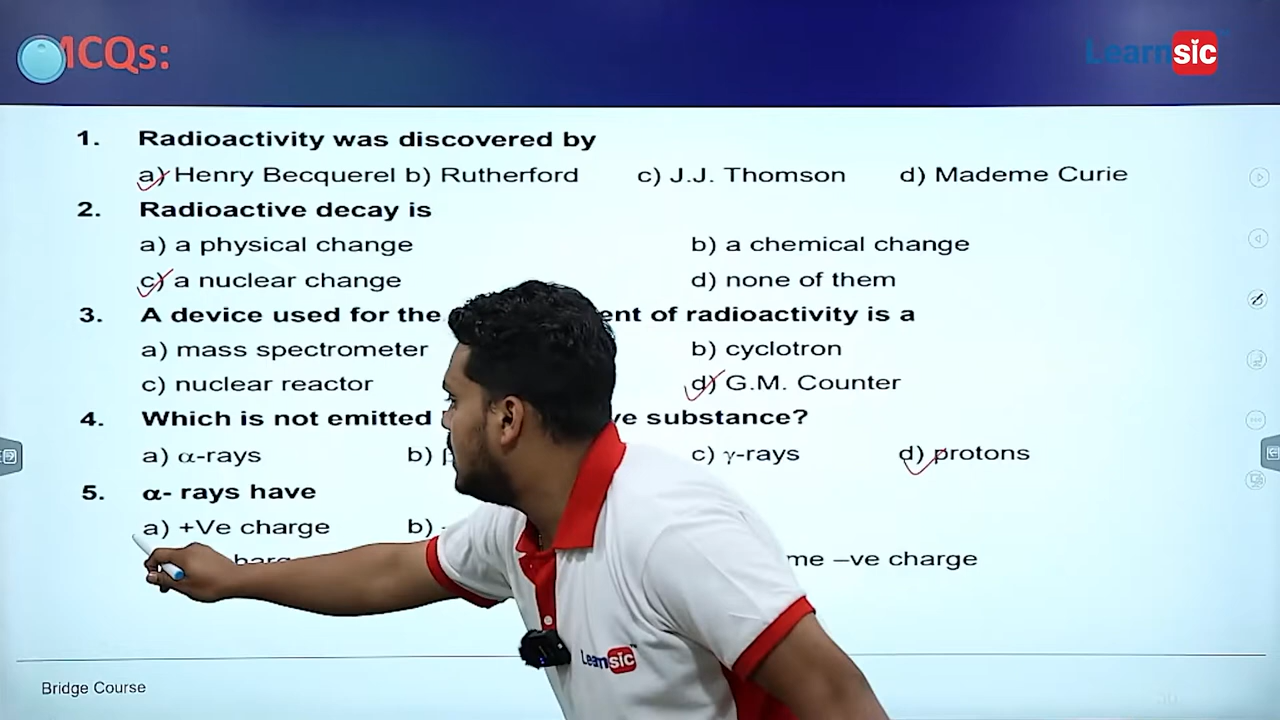 MCQs:
Learnsic
1. Radioactivity was discovered by
a) Henry Becquerel b) Rutherford c) J.J. Thomson d) Mademe Curie
2. Radioactive decay is
a) a physical change b) a chemical change
c) a nuclear change d) none of them
3. A device used for the of radioactivity is a
a) mass spectrometer b) cyclotron
c) nuclear reactor d) G.M. Counter
4. Which is not emitted substance?
a) α-rays b) c) γ-rays d) protons
5. α- rays have
a) +Ve charge b)
–ve charge
Learnsic
Bridge Course